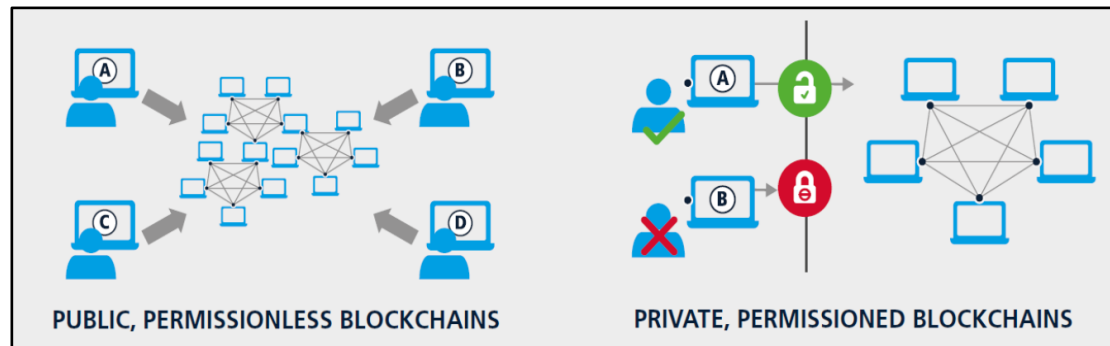 A
B
C
D
PUBLIC, PERMISSIONLESS BLOCKCHAINS
A
B
PRIVATE, PERMISSIONED BLOCKCHAINS